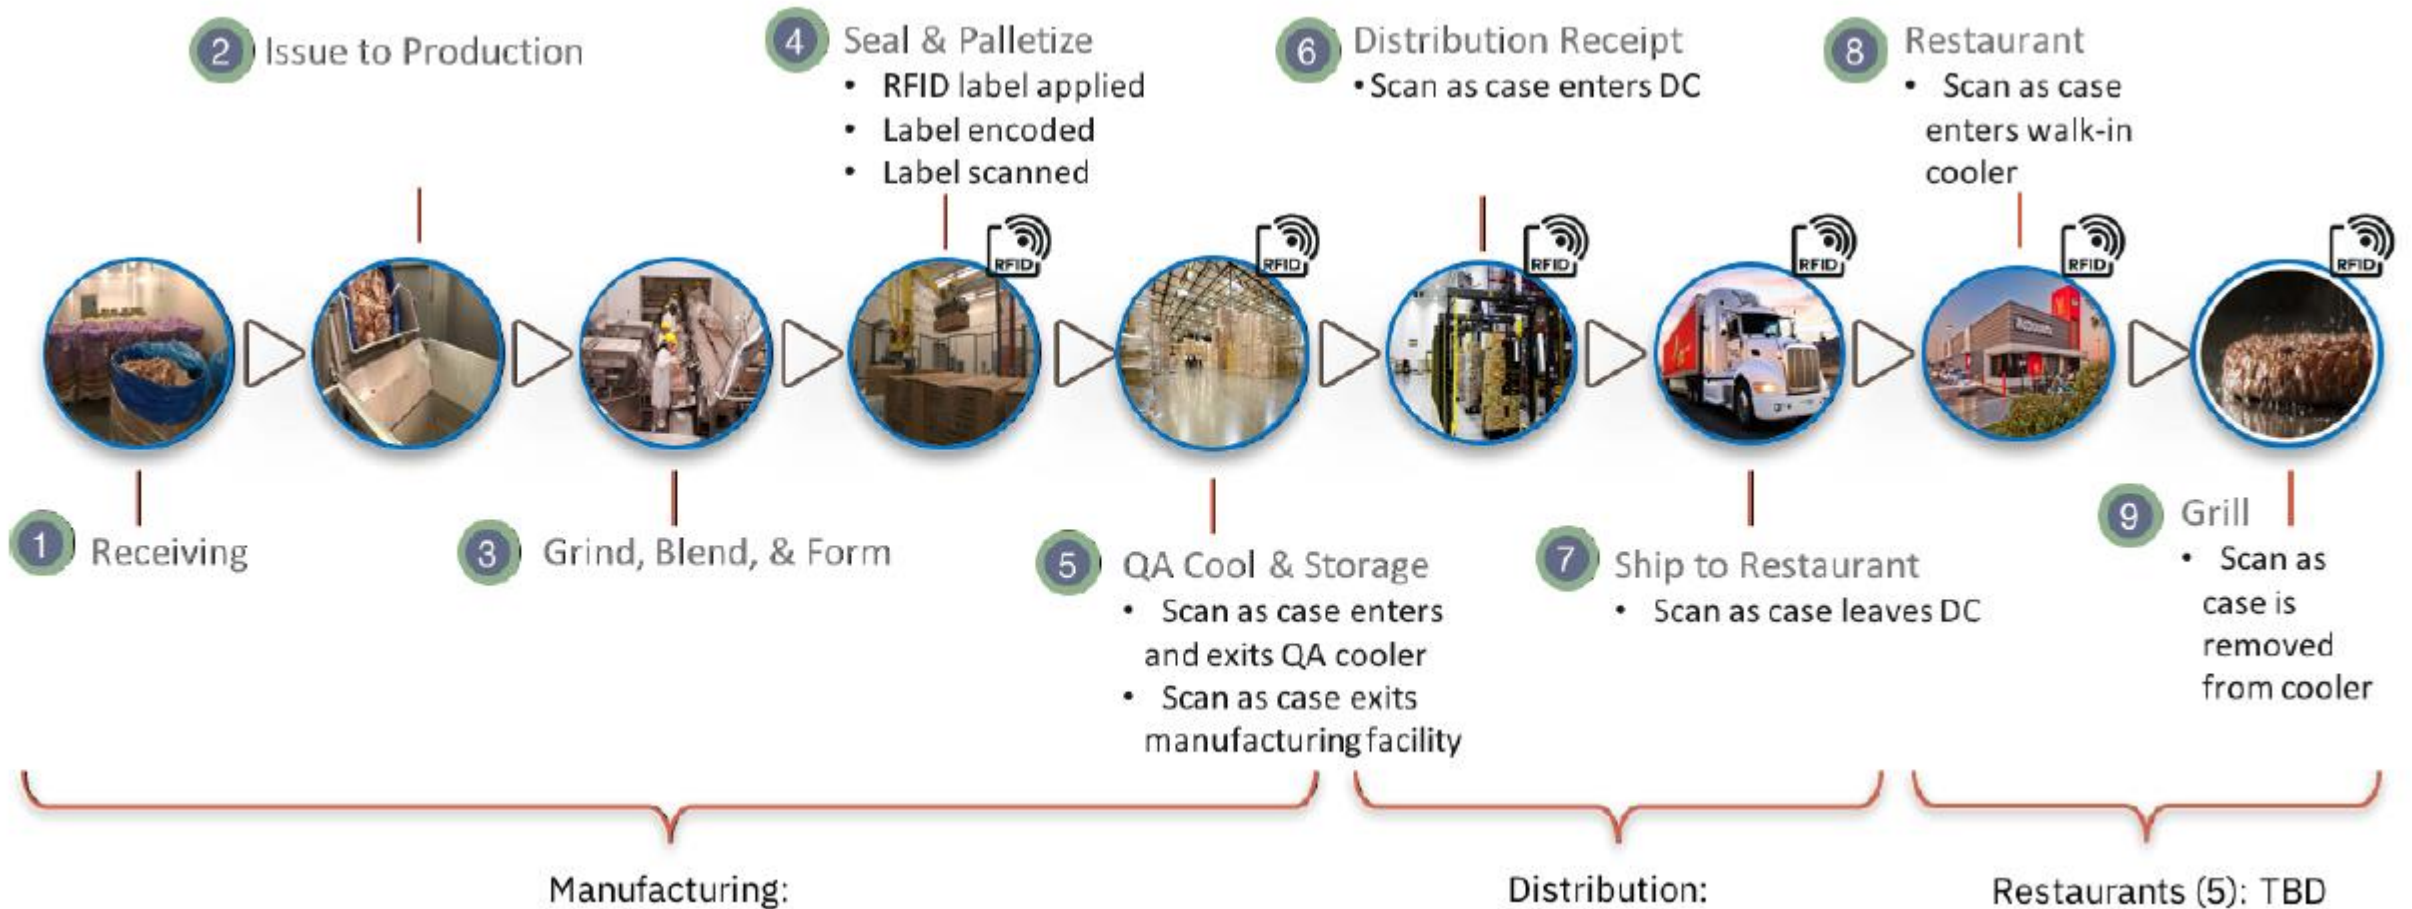 2 Issue to Production
4 Seal & Palletize
• RFID label applied
• Label encoded
• Label scanned
6 Distribution Receipt
• Scan as case enters DC
8 Restaurant
• Scan as case
enters walk-in
cooler
RFID
RFID
RFID
RFID
RFID
RFID
1 Receiving
3 Grind, Blend, & Form
5 QA Cool & Storage
• Scan as case enters
and exits QA cooler
• Scan as case exits
manufacturing facility
7 Ship to Restaurant
• Scan as case leaves DC
9 Grill
• Scan as
case is
removed
from cooler
Manufacturing:
Distribution:
Restaurants (5): TBD